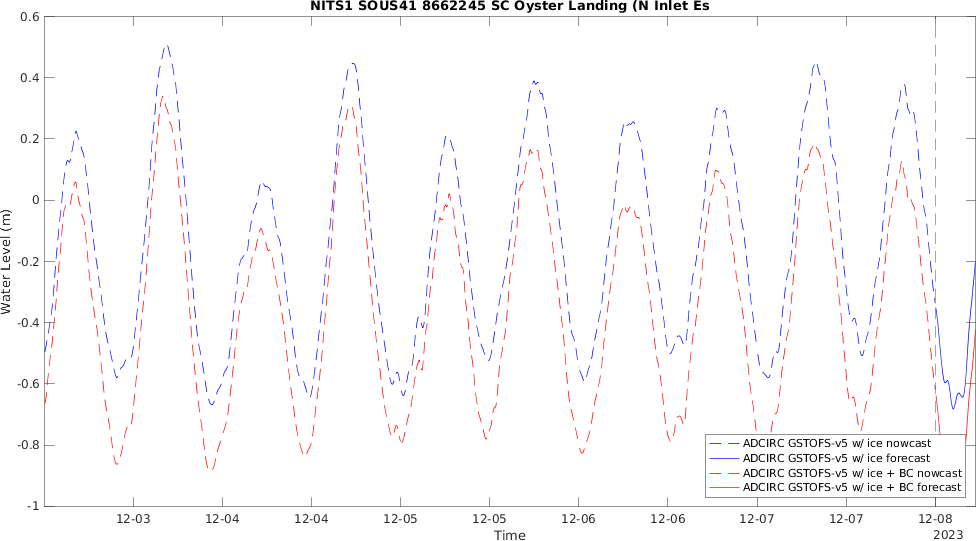 NITS1 SOUS41 8662245 SC Oyster Landing (N Inlet Es
0.6
0.4
0.2
0
-0.2
-0.4
-0.6
-0.8
-1
Water Level (m)
ADCIRC GSTOFS-v5 w/ ice nowcast
ADCIRC GSTOFS-v5 w/ ice forecast
ADCIRC GSTOFS-v5 w/ ice + BC nowcast
ADCIRC GSTOFS-v5 w/ ice + BC forecast
12-03 12-04 12-04 12-05 12-05 12-06 12-06 12-07 12-07 12-08
2023
Time